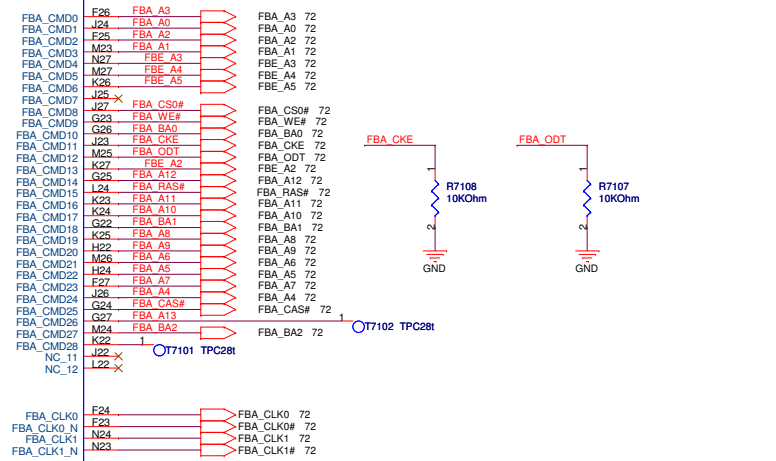 FBA_CMD0 F26 FBA_A3 FBA_A3 72
FBA_CMD1 J24 FBA_A0 FBA_A0 72
FBA_CMD2 F25 FBA_A2 FBA_A2 72
FBA_CMD3 M23 FBA_A1 FBA_A1 72
FBA_CMD4 N27 FBE_A3 FBE_A3 72
FBA_CMD5 M27 FBE_A4 FBE_A4 72
FBA_CMD6 K26 FBE_A5 FBE_A5 72
FBA_CMD7 J25
FBA_CMD8 J27 FBA_CS0# FBA_CS0# 72
FBA_CMD9 G23 FBA_WE# FBA_WE# 72
FBA_CMD10 G26 FBA_BA0 FBA_BA0 72
FBA_CMD11 J23 FBA_CKE FBA_CKE 72
FBA_CMD12 M25 FBA_ODT FBA_ODT 72
FBA_CMD13 K27 FBE_A2 FBE_A2 72
FBA_CMD14 G25 FBA_A12 FBA_A12 72
FBA_CMD15 L24 FBA_RAS# FBA_RAS# 72
FBA_CMD16 K23 FBA_A11 FBA_A11 72
FBA_CMD17 K24 FBA_A10 FBA_A10 72
FBA_CMD18 G22 FBA_BA1 FBA_BA1 72
FBA_CMD19 K25 FBA_A8 FBA_A8 72
FBA_CMD20 H22 FBA_A9 FBA_A9 72
FBA_CMD21 M26 FBA_A6 FBA_A6 72
FBA_CMD22 H24 FBA_A5 FBA_A5 72
FBA_CMD23 F27 FBA_A7 FBA_A7 72
FBA_CMD24 J26 FBA_A4 FBA_A4 72
FBA_CMD25 G24 FBA_CAS# FBA_CAS# 72
FBA_CMD26 G27 FBA_A13 1 T7102 TPC28t
FBA_CMD27 M24 FBA_BA2 FBA_BA2 72
FBA_CMD28 K22 1 T7101 TPC28t
NC_11 J22
NC_12 L22
FBA_CLK0 F24 FBA_CLK0 72
FBA_CLK0_N F23 FBA_CLK0# 72
FBA_CLK1 N24 FBA_CLK1 72
FBA_CLK1_N N23 FBA_CLK1# 72
FBA_CKE
1
R7108
10KOhm
2
GND
FBA_ODT
1
R7107
10KOhm
2
GND